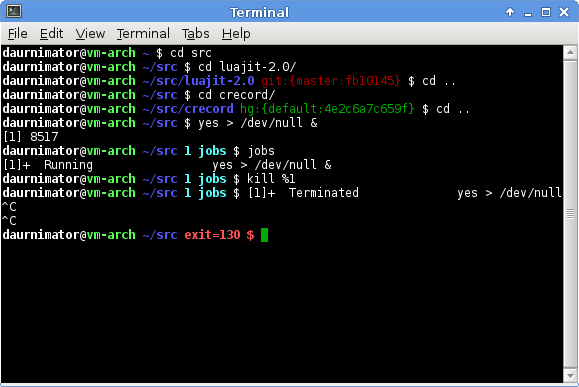 Terminal
File Edit View Terminal Tabs Help
daurnimator@vm-arch ~ $ cd src
daurnimator@vm-arch ~/src $ cd luajit-2.0/
daurnimator@vm-arch ~/src/luajit-2.0 git:{master:fb10145} $ cd ..
daurnimator@vm-arch ~/src $ cd crecord/
daurnimator@vm-arch ~/src/crecord hg:{default:4e2c6a7c659f} $ cd ..
daurnimator@vm-arch ~/src $ yes > /dev/null &
[1] 8517
daurnimator@vm-arch ~/src 1 jobs $ jobs
[1]+  Running                 yes > /dev/null &
daurnimator@vm-arch ~/src 1 jobs $ kill %1
daurnimator@vm-arch ~/src 1 jobs $ [1]+  Terminated              yes > /dev/null
^C
^C
daurnimator@vm-arch ~/src exit=130 $